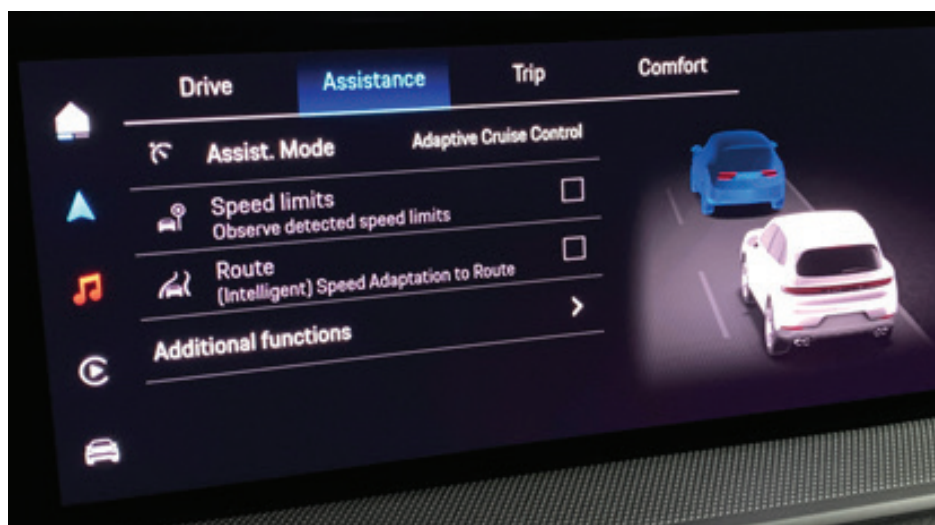 Drive Assistance Trip Comfort
Assist. Mode Adaptive Cruise Control
Speed limits
Observe detected speed limits
Route
(Intelligent) Speed Adaptation to Route
Additional functions